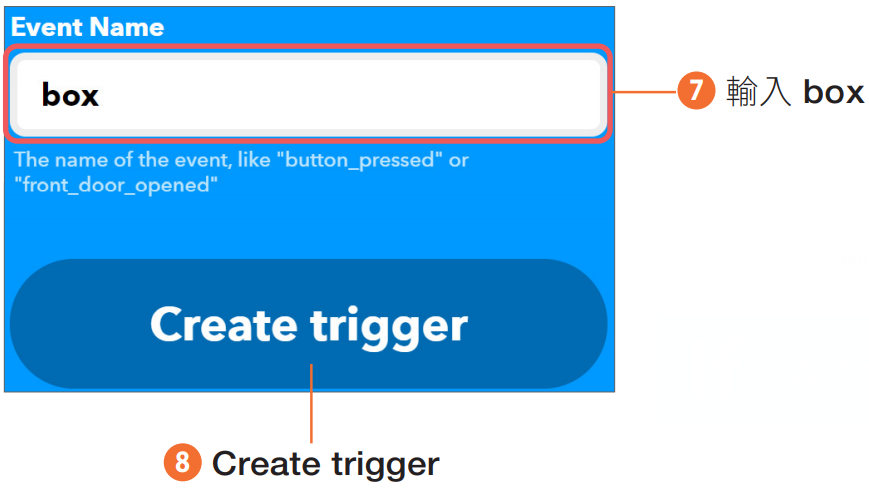 Event Name
box
⑦ 輸入 box
The name of the event, like "button_pressed" or
"front_door_opened"
Create trigger
⑧ Create trigger